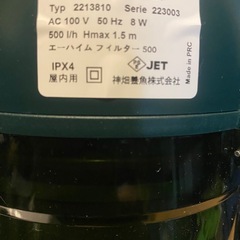 Typ 2213810 Serie 223003
AC 100 V 50 Hz 8 W
500 l/h Hmax 1.5 m
エーハイム フィルター 500
Made in PRC
IPX4
屋内用
JET
神畑養魚株式会社